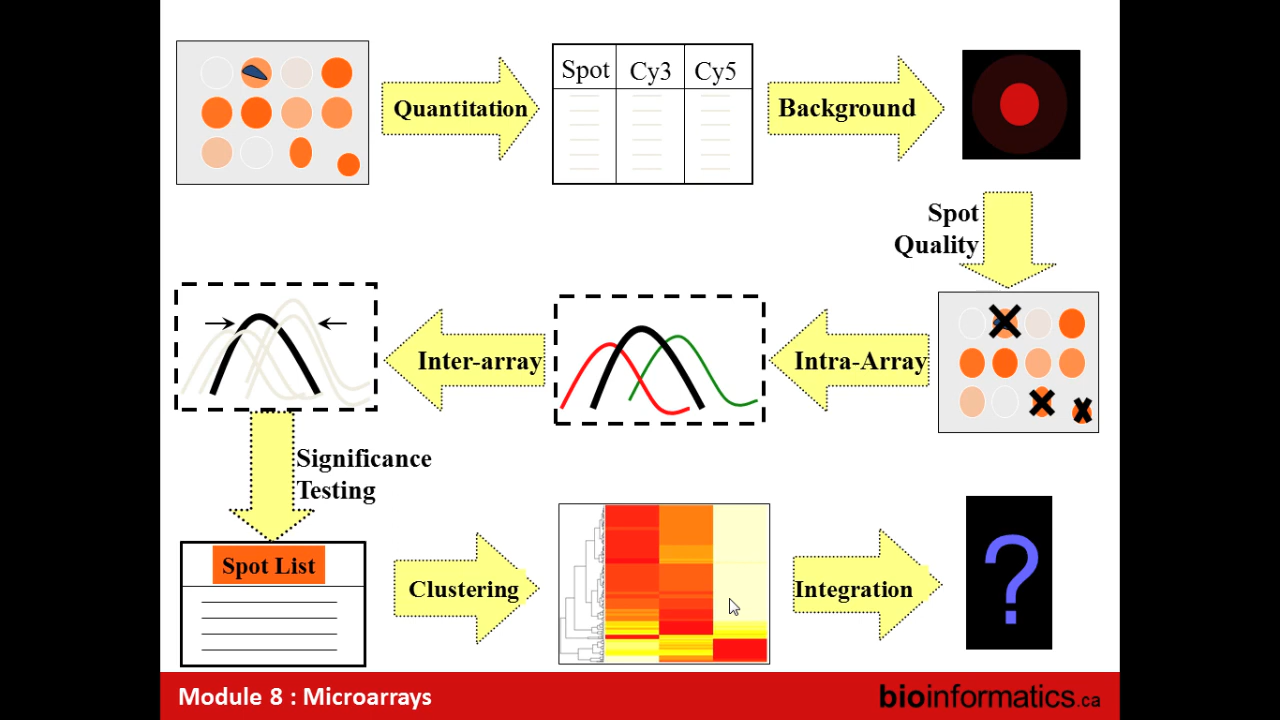 Spot Cy3 Cy5
Quantitation
Background
Spot
Quality
Inter-array
Intra-Array
Significance
Testing
Spot List
Clustering
Integration
?
Module 8 : Microarrays
bioinformatics.ca